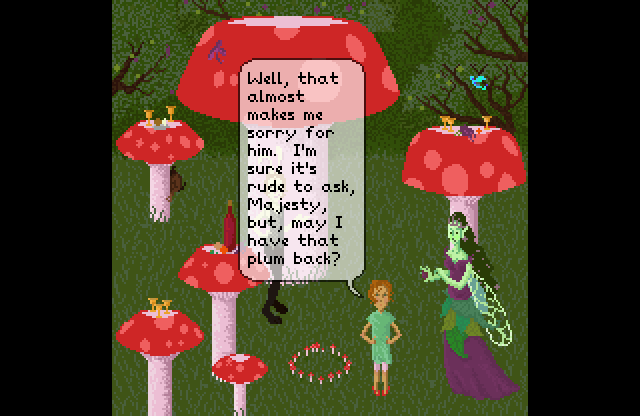 Well, that
almost
makes me
sorry for
him.  I'm
sure it's
rude to ask,
Majesty,
but, may I
have that
plum back?